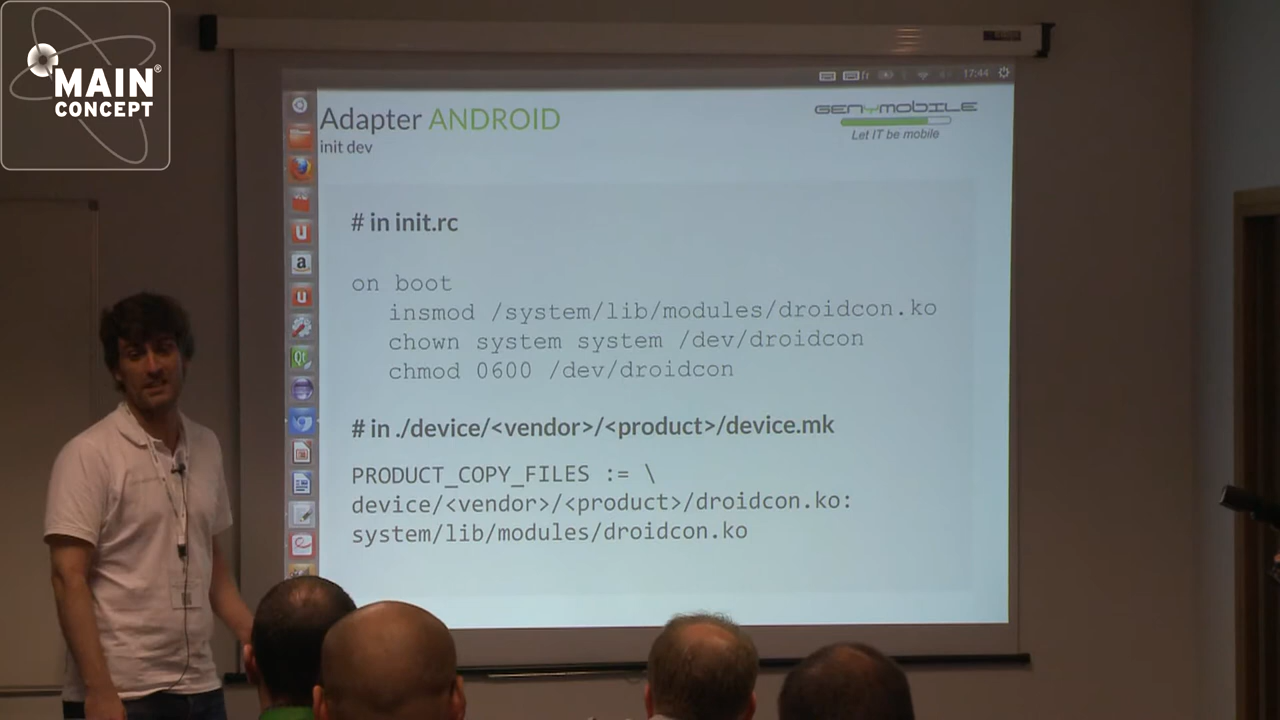 MAIN®
CONCEPT
fr
17:44
Adapter ANDROID
init dev
GENYMOBILE
Let IT be mobile
# in init.rc
on boot
insmod /system/lib/modules/droidcon.ko
chown system system /dev/droidcon
chmod 0600 /dev/droidcon
# in ./device/<vendor>/<product>/device.mk
PRODUCT_COPY_FILES := \
device/<vendor>/<product>/droidcon.ko:
system/lib/modules/droidcon.ko